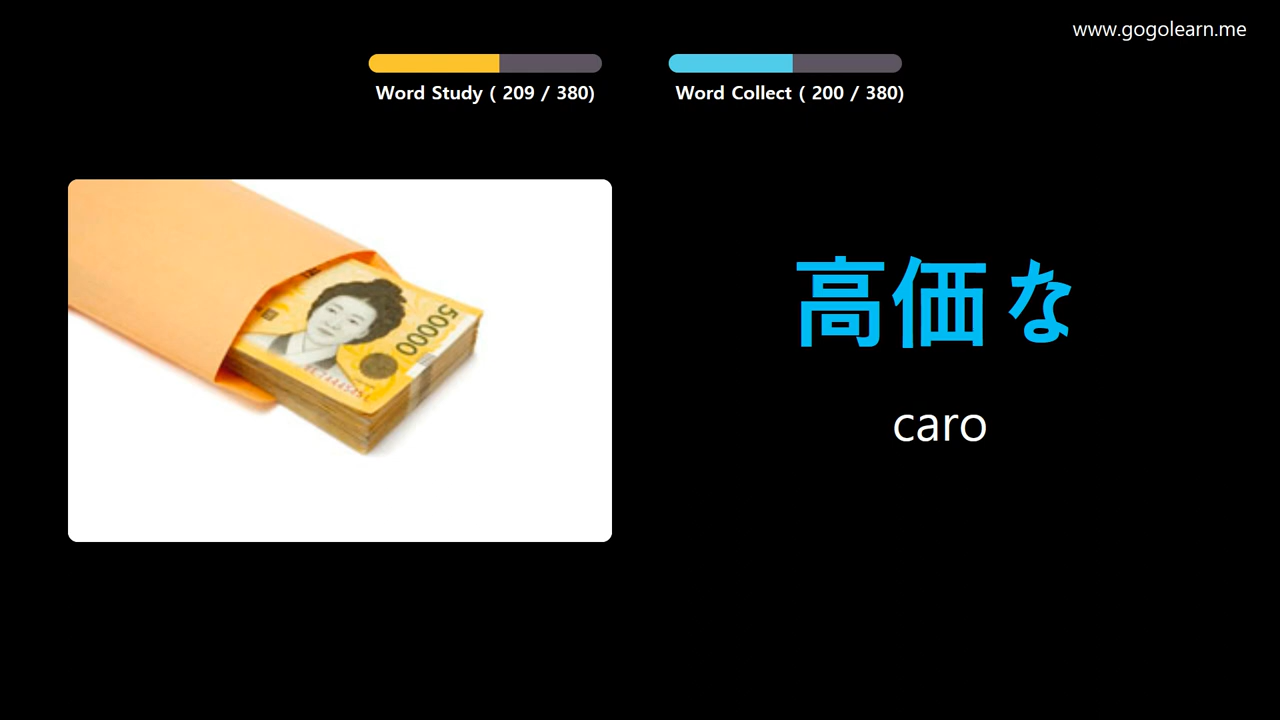 www.gogolearn.me
Word Study ( 209 / 380)
Word Collect ( 200 / 380)
50000
高価な
caro